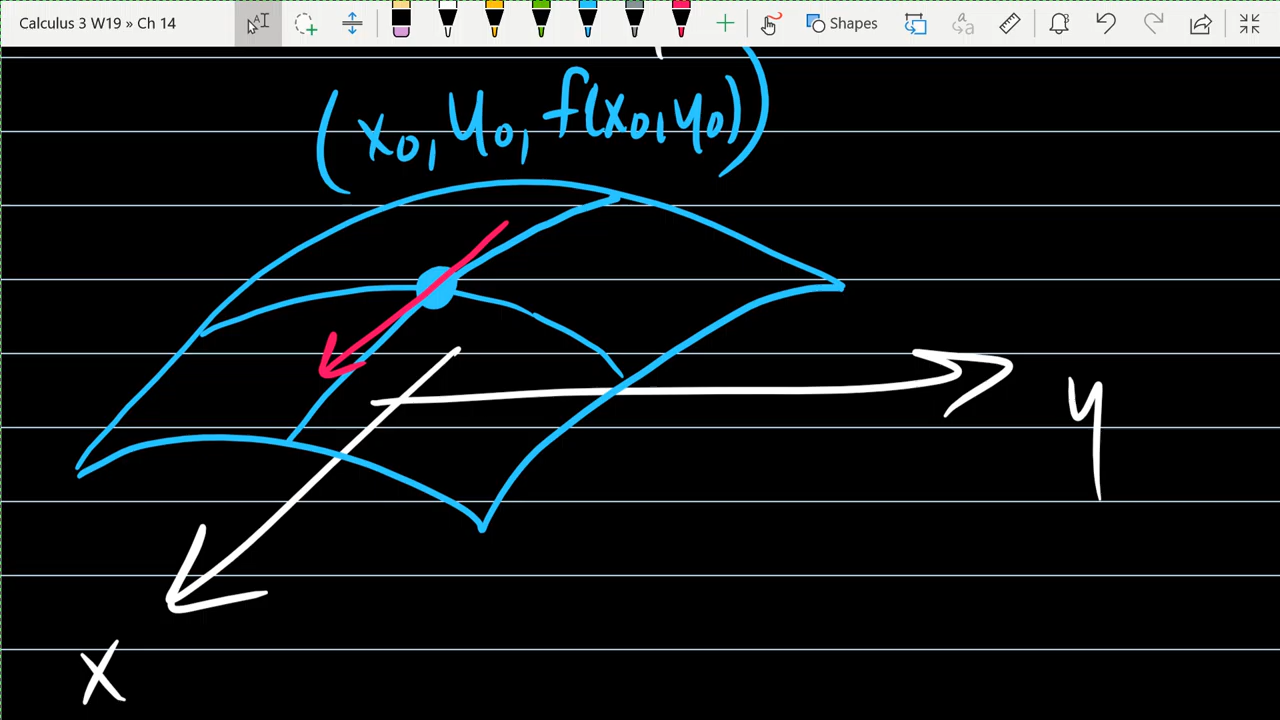 Calculus 3 W19 » Ch 14
Shapes
(x₀, y₀, f(x₀, y₀))
y
x